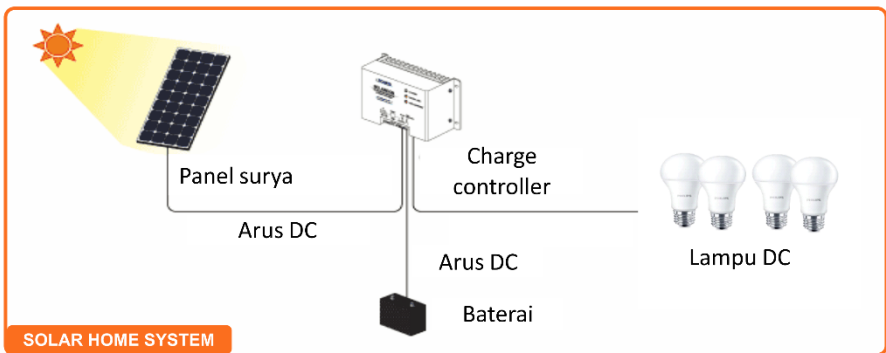 Panel surya
Charge
controller
Arus DC
Arus DC
Lampu DC
Baterai
SOLAR HOME SYSTEM